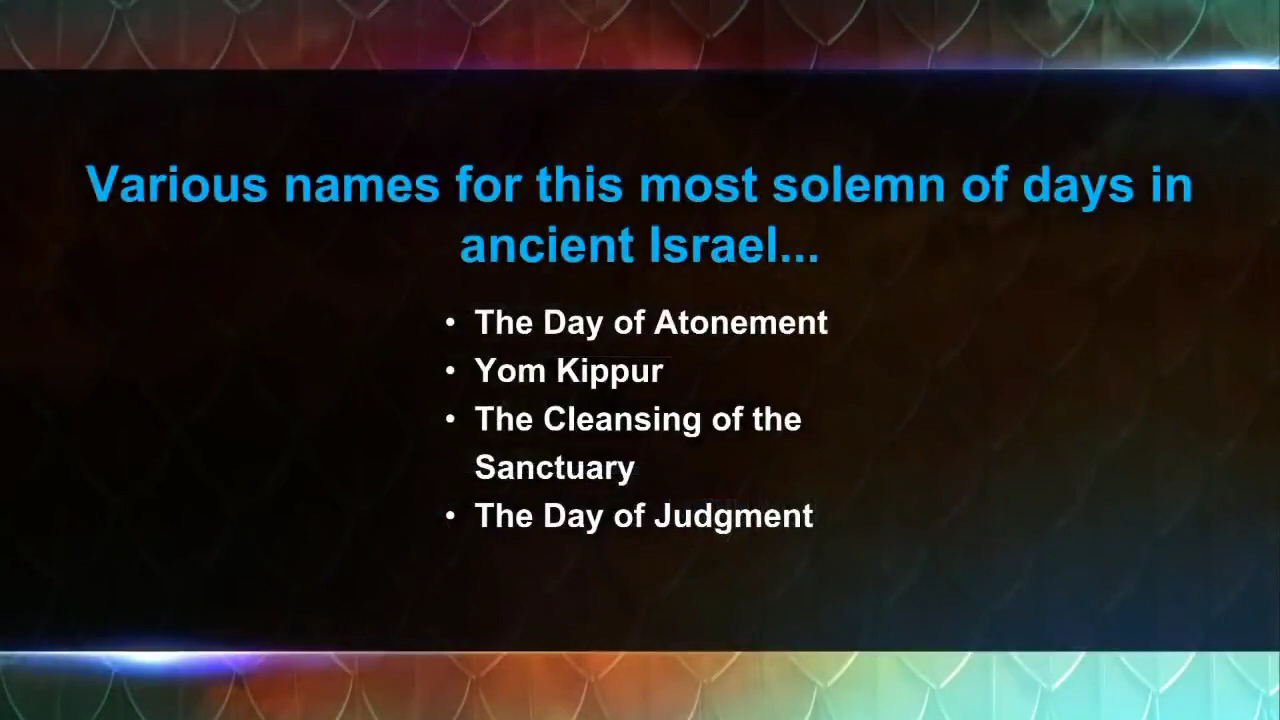 Various names for this most solemn of days in
ancient Israel...
• The Day of Atonement
• Yom Kippur
• The Cleansing of the
Sanctuary
• The Day of Judgment